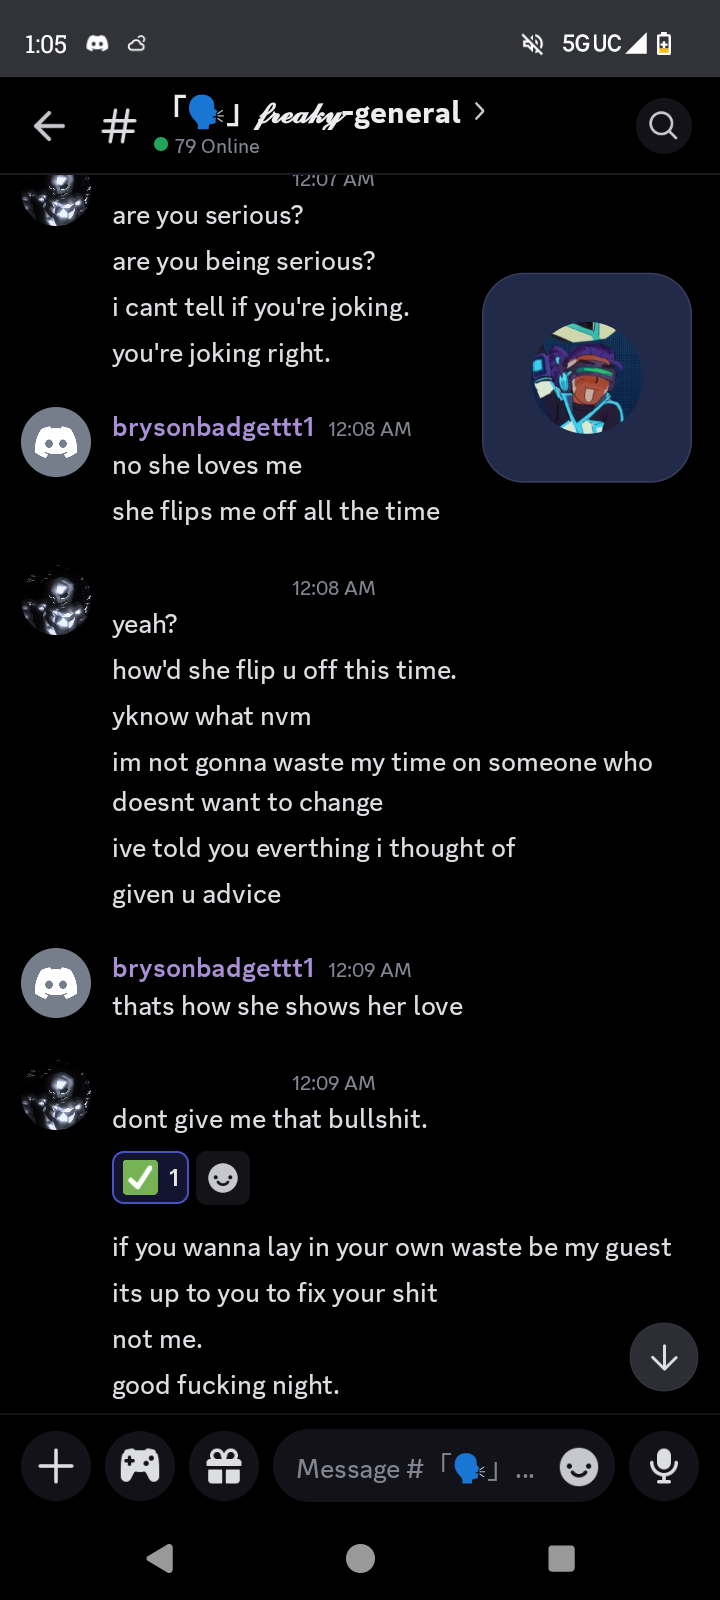 1:05
5G UC
「🗣️」 𝒻𝓇𝑒𝒶𝓀𝓎-general
79 Online
12:07 AM
are you serious?
are you being serious?
i cant tell if you're joking.
you're joking right.
brysonbadgettt1 12:08 AM
no she loves me
she flips me off all the time
12:08 AM
yeah?
how'd she flip u off this time.
yknow what nvm
im not gonna waste my time on someone who
doesnt want to change
ive told you everthing i thought of
given u advice
brysonbadgettt1 12:09 AM
thats how she shows her love
12:09 AM
dont give me that bullshit.
✅ 1
if you wanna lay in your own waste be my guest
its up to you to fix your shit
not me.
good fucking night.
Message #「🗣️」 ...